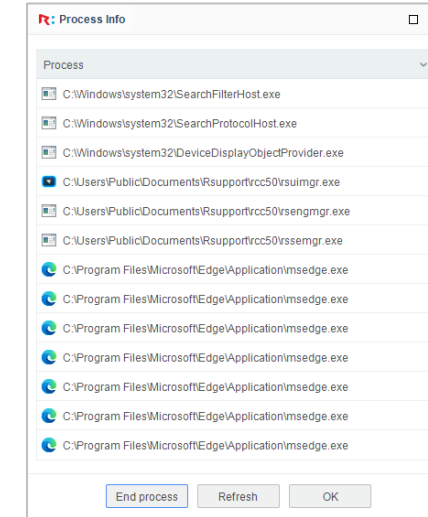 Process Info
Process
C:\Windows\system32\SearchFilterHost.exe
C:\Windows\system32\SearchProtocolHost.exe
C:\Windows\system32\DeviceDisplayObjectProvider.exe
C:\Users\Public\Documents\Rsupport\rcc50\rsuimgr.exe
C:\Users\Public\Documents\Rsupport\rcc50\rsengmgr.exe
C:\Users\Public\Documents\Rsupport\rcc50\rssemgr.exe
C:\Program Files\Microsoft\Edge\Application\msedge.exe
C:\Program Files\Microsoft\Edge\Application\msedge.exe
C:\Program Files\Microsoft\Edge\Application\msedge.exe
C:\Program Files\Microsoft\Edge\Application\msedge.exe
C:\Program Files\Microsoft\Edge\Application\msedge.exe
C:\Program Files\Microsoft\Edge\Application\msedge.exe
C:\Program Files\Microsoft\Edge\Application\msedge.exe
End process Refresh OK